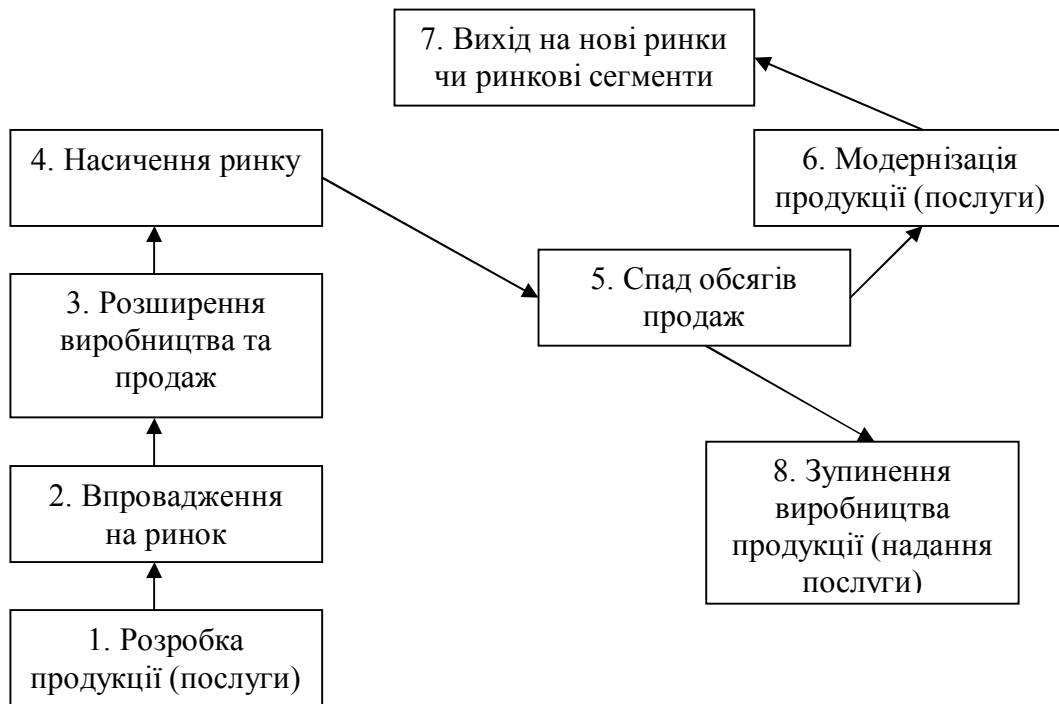 7. Вихід на нові ринки
чи ринкові сегменти
4. Насичення ринку
6. Модернізація
продукції (послуги)
5. Спад обсягів
продаж
3. Розширення
виробництва та
продаж
2. Впровадження
на ринок
8. Зупинення
виробництва
продукції (надання
послуги)
1. Розробка
продукції (послуги)